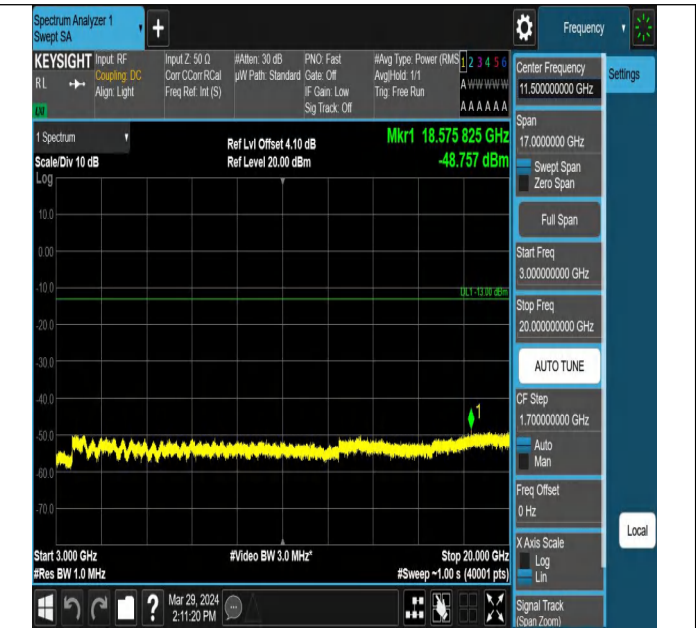 Spectrum Analyzer 1
Swept SA
+
Frequency
KEYSIGHT
RL
Input: RF
Coupling: DC
Align: Light
Input Z: 50 Ω
Corr CCorr RCal
Freq Ref: Int (S)
#Atten: 30 dB
µW Path: Standard
PNO: Fast
Gate: Off
IF Gain: Low
Sig Track: Off
#Avg Type: Power (RMS
Avg|Hold: 1/1
Trig: Free Run
1 2 3 4 5 6
A W W W W W
A A A A A A
1 Spectrum
Scale/Div 10 dB
Log
Ref Lvl Offset 4.10 dB
Ref Level 20.00 dBm
Mkr1 18.575 825 GHz
-48.757 dBm
10.0
0.00
-10.0
DL1 -13.00 dBm
-20.0
-30.0
-40.0
1
-50.0
-60.0
-70.0
Start 3.000 GHz
#Res BW 1.0 MHz
#Video BW 3.0 MHz*
Stop 20.000 GHz
#Sweep ~1.00 s (40001 pts)
?
Mar 29, 2024
2:11:20 PM
Center Frequency
11.500000000 GHz
Settings
Span
17.0000000 GHz
Swept Span
Zero Span
Full Span
Start Freq
3.000000000 GHz
Stop Freq
20.000000000 GHz
AUTO TUNE
CF Step
1.700000000 GHz
Auto
Man
Freq Offset
0 Hz
X Axis Scale
Log
Lin
Signal Track
(Span Zoom)
Local